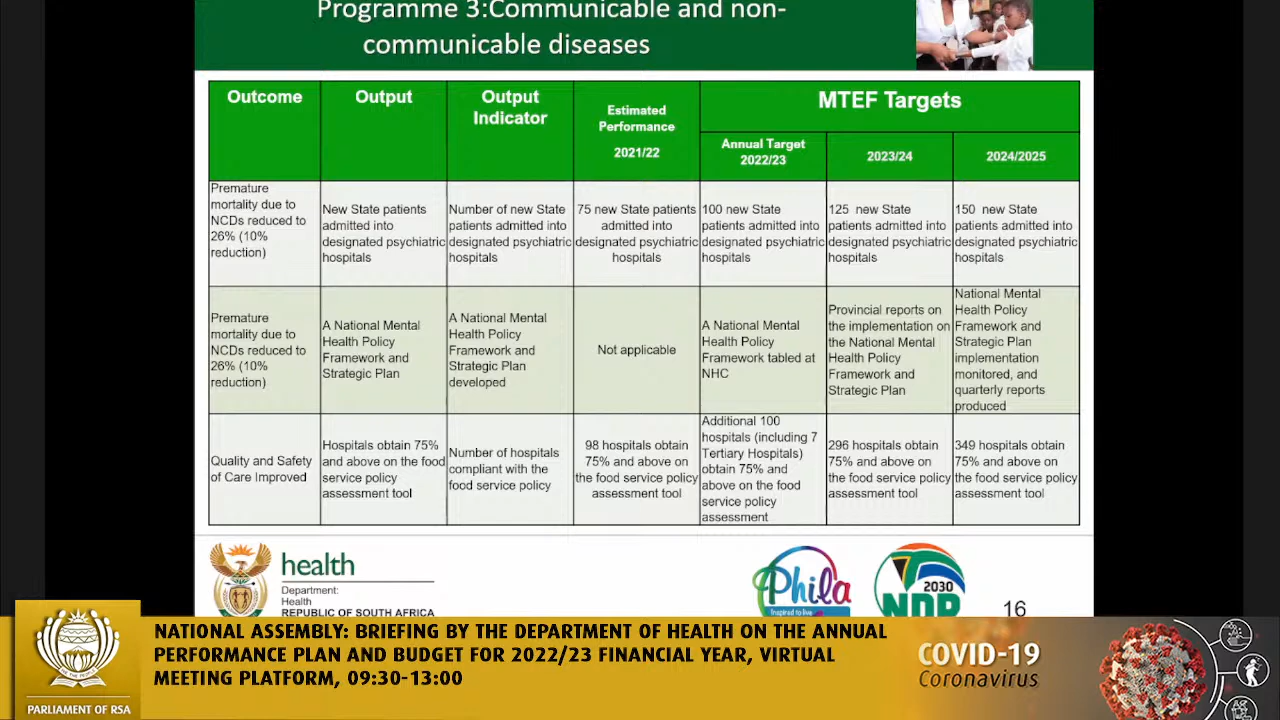 Programme 3:Communicable and non-
communicable diseases
Outcome
Output
Output
Indicator
Estimated
Performance
2021/22
MTEF Targets
Annual Target
2022/23
2023/24
2024/2025
Premature
mortality due to
NCDs reduced to
26% (10%
reduction)
New State patients
admitted into
designated psychiatric
hospitals
Number of new State
patients admitted into
designated psychiatric
hospitals
75 new State patients
admitted into
designated psychiatric
hospitals
100 new State
patients admitted into
designated psychiatric
hospitals
125 new State
patients admitted into
designated psychiatric
hospitals
150 new State
patients admitted into
designated psychiatric
hospitals
Premature
mortality due to
NCDs reduced to
26% (10%
reduction)
A National Mental
Health Policy
Framework and
Strategic Plan
A National Mental
Health Policy
Framework and
Strategic Plan
developed
Not applicable
A National Mental
Health Policy
Framework tabled at
NHC
Provincial reports on
the implementation on
the National Mental
Health Policy
Framework and
Strategic Plan
National Mental
Health Policy
Framework and
Strategic Plan
implementation
monitored, and
quarterly reports
produced
Quality and Safety
of Care Improved
Hospitals obtain 75%
and above on the food
service policy
assessment tool
Number of hospitals
compliant with the
food service policy
98 hospitals obtain
75% and above on
the food service policy
assessment tool
Additional 100
hospitals (including 7
Tertiary Hospitals)
obtain 75% and
above on the food
service policy
assessment
296 hospitals obtain
75% and above on
the food service policy
assessment tool
349 hospitals obtain
75% and above on
the food service policy
assessment tool
health
Department:
Health
REPUBLIC OF SOUTH AFRICA
Phila
Inspired to live
2030
NDP
16
PARLIAMENT OF RSA
NATIONAL ASSEMBLY: BRIEFING BY THE DEPARTMENT OF HEALTH ON THE ANNUAL
PERFORMANCE PLAN AND BUDGET FOR 2022/23 FINANCIAL YEAR, VIRTUAL
MEETING PLATFORM, 09:30-13:00
COVID-19
Coronavirus